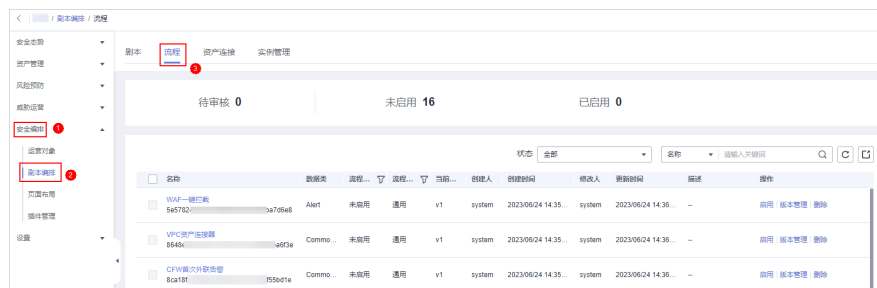 < / 剧本编排 / 流程
安全态势
资产管理
风险预防
威胁运营
安全编排 1
运营对象
剧本编排 2
页面布局
插件管理
设置
剧本 流程 资产连接 实例管理
3
待审核 0 未启用 16 已启用 0
状态 全部 名称 请输入关键词
名称 数据类 流程... 流程... 当前... 创建人 创建时间 修改人 更新时间 描述 操作
WAF一键拦截
5e5782 ba7d6e8 Alert 未启用 通用 v1 system 2023/06/24 14:35... system 2023/06/24 14:36... -- 启用 版本管理 删除
VPC资产连接器
8648 a6f3e Commo... 未启用 通用 v1 system 2023/06/24 14:35... system 2023/06/24 14:36... -- 启用 版本管理 删除
CFW首次外联告警
8ca18f f55bd1e Commo... 未启用 通用 v1 system 2023/06/24 14:35... system 2023/06/24 14:36... -- 启用 版本管理 删除